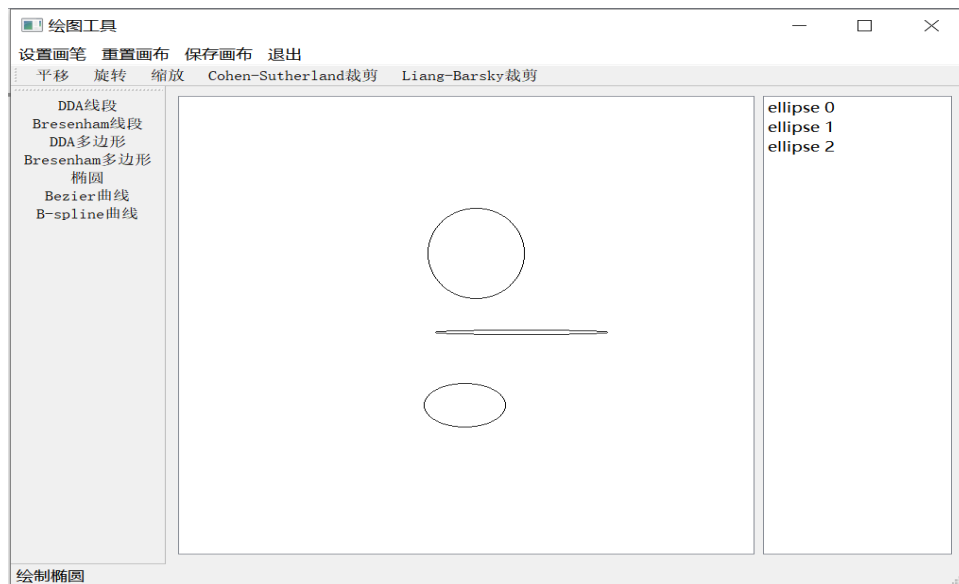 绘图工具
设置画笔 重置画布 保存画布 退出
平移 旋转 缩放 Cohen-Sutherland裁剪 Liang-Barsky裁剪
DDA线段
Bresenham线段
DDA多边形
Bresenham多边形
椭圆
Bezier曲线
B-spline曲线
ellipse 0
ellipse 1
ellipse 2
绘制椭圆